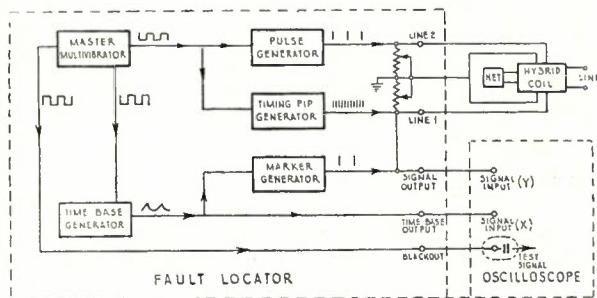 MASTER
MULTIVIBRATOR
PULSE
GENERATOR
LINE 2
NET
HYBRID
COIL
LINE
TIMING PIP
GENERATOR
LINE 1
MARKER
GENERATOR
SIGNAL
OUTPUT
SIGNAL
INPUT (Y)
TIME BASE
GENERATOR
TIME BASE
OUTPUT
SIGNAL
INPUT (X)
BLACKOUT
TEST
SIGNAL
FAULT LOCATOR
OSCILLOSCOPE